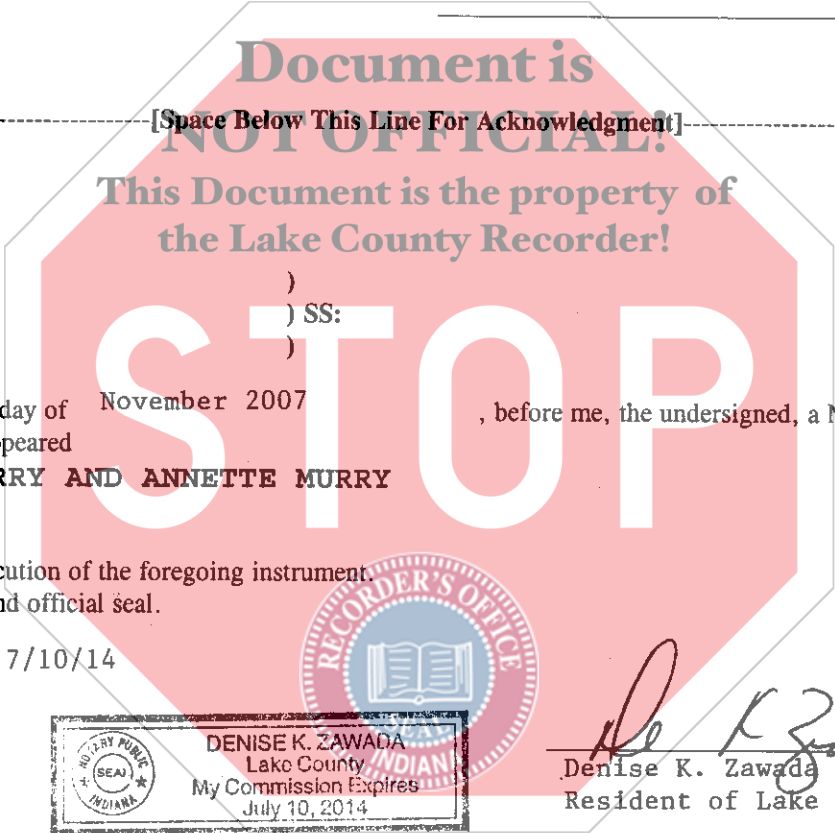 Document is
[Space Below This Line For Acknowledgment]
NOT OFFICIAL!
This Document is the property of
the Lake County Recorder!
)
) SS:
)
STOP
day of November 2007 , before me, the undersigned, a N
peared
RRY AND ANNETTE MURRY
cution of the foregoing instrument.
nd official seal.
7/10/14
RECORDER'S OFFICE
SEAL
INDIANA
NOTARY PUBLIC
SEAL
INDIANA
DENISE K. ZAWADA
Lake County
My Commission Expires
July 10, 2014
Denise K. Zawada
Resident of Lake